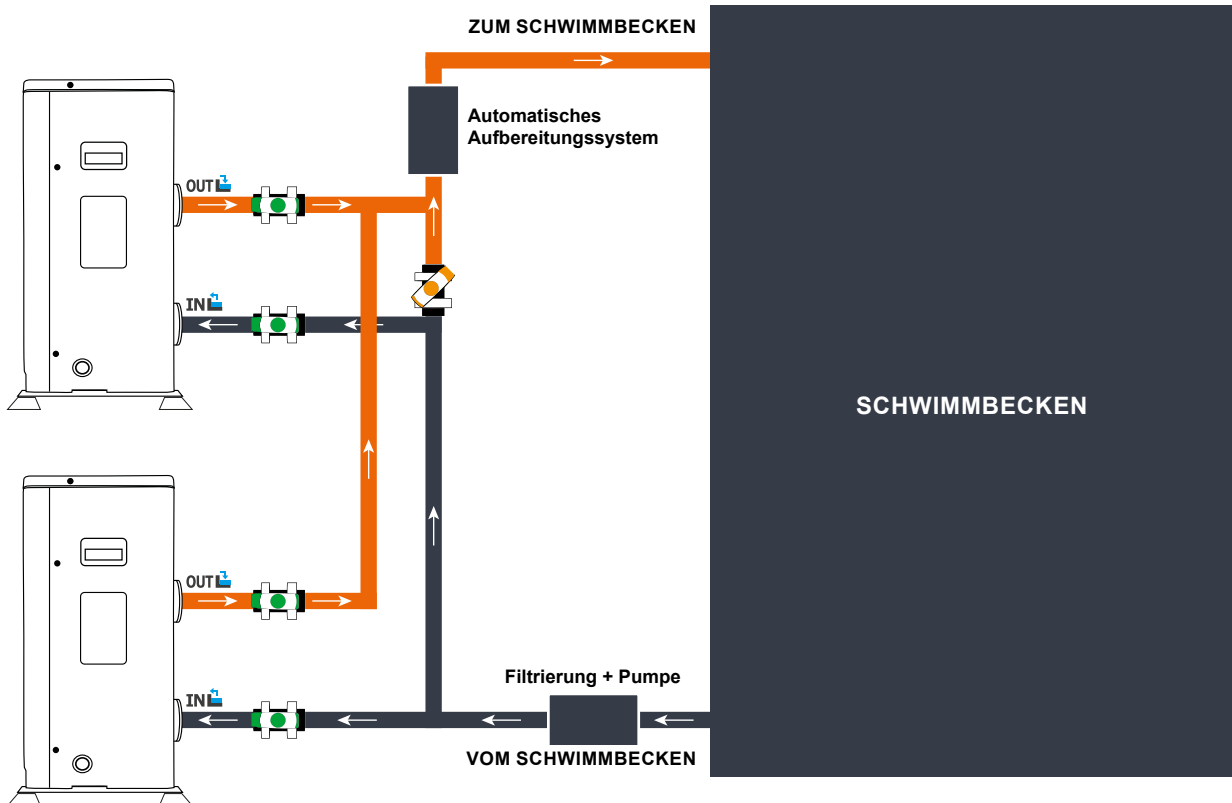 ZUM SCHWIMMBECKEN
Automatisches
Aufbereitungssystem
OUT
IN
SCHWIMMBECKEN
OUT
Filtrierung + Pumpe
IN
VOM SCHWIMMBECKEN